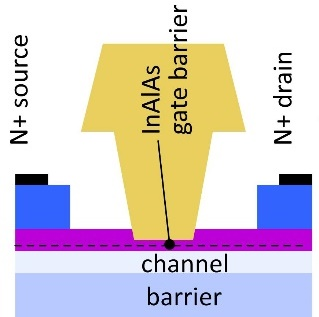 N+ source
InAlAs
gate barrier
N+ drain
channel
barrier